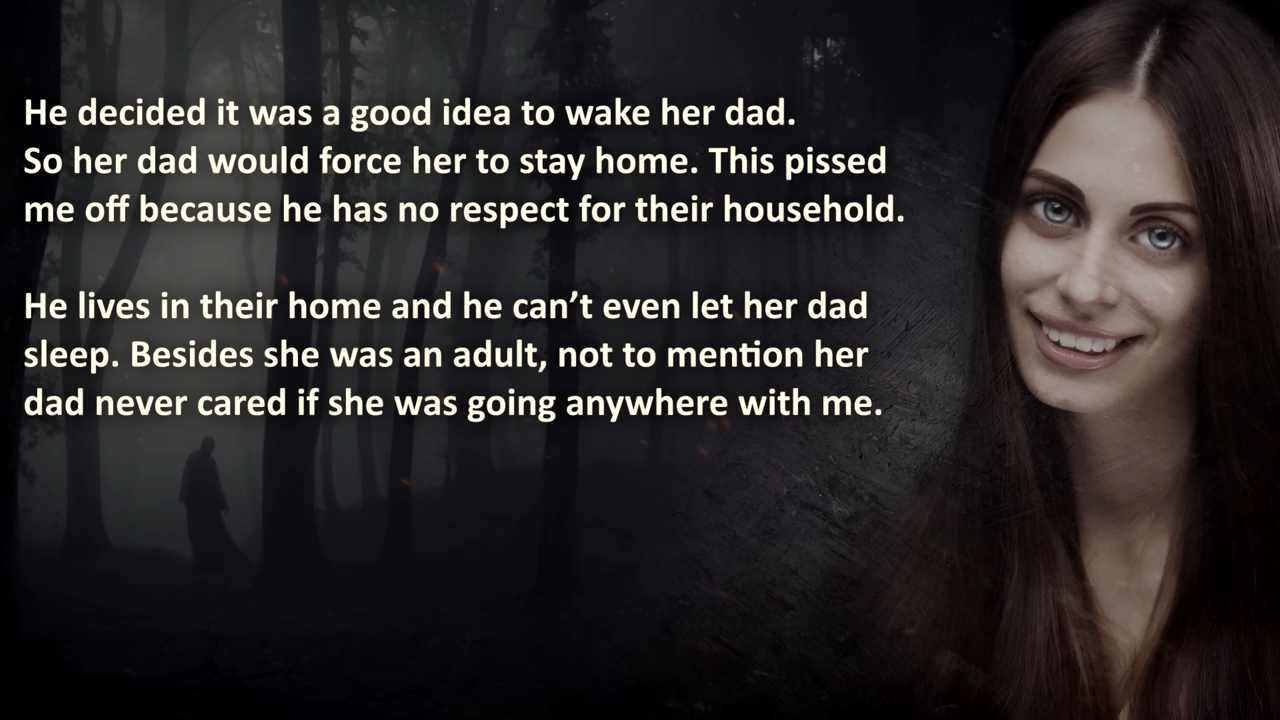 He decided it was a good idea to wake her dad.
So her dad would force her to stay home. This pissed
me off because he has no respect for their household.
He lives in their home and he can’t even let her dad
sleep. Besides she was an adult, not to mention her
dad never cared if she was going anywhere with me.